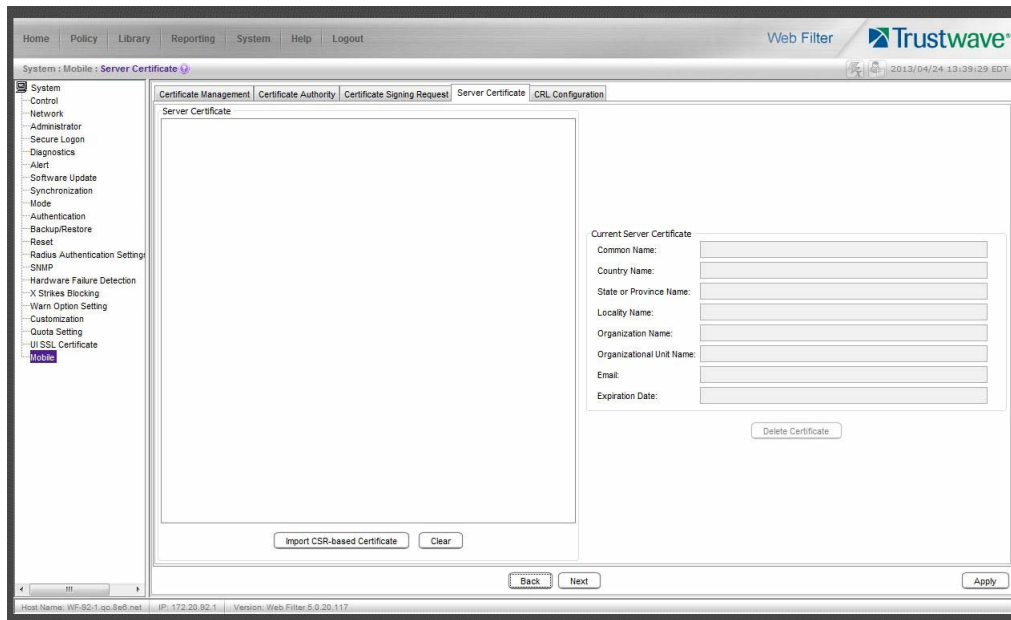 Home Policy Library Reporting System Help Logout
Web Filter
Trustwave®
System : Mobile : Server Certificate
2013/04/24 13:39:29 EDT
System
Control
Network
Administrator
Secure Logon
Diagnostics
Alert
Software Update
Synchronization
Mode
Authentication
Backup/Restore
Reset
Radius Authentication Settings
SNMP
Hardware Failure Detection
X Strikes Blocking
Warn Option Setting
Customization
Quota Setting
UI SSL Certificate
Mobile
Certificate Management Certificate Authority Certificate Signing Request Server Certificate CRL Configuration
Server Certificate
Current Server Certificate
Common Name:
Country Name:
State or Province Name:
Locality Name:
Organization Name:
Organizational Unit Name:
Email:
Expiration Date:
Delete Certificate
Import CSR-based Certificate Clear
Back Next Apply
Host Name: WF-92-1.qc.8e6.net IP: 172.20.92.1 Version: Web Filter 5.0.20.117